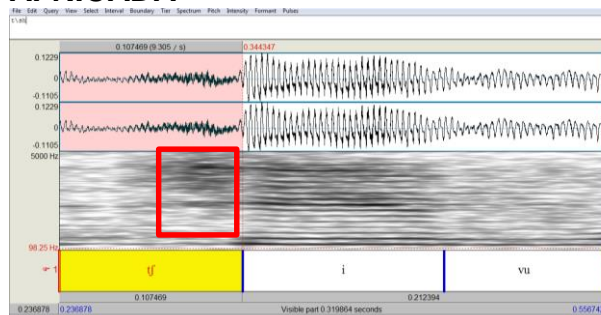 File Edit Query View Select Interval Boundary Tier Spectrum Pitch Intensity Formant Pulses
0.107469 (9.305 / s) 0.344347
0.1229
0
-0.1105
0.1229
0
-0.1105
5000 Hz
98.25 Hz
1 tʃ i vu
0.107469 0.212394
0.236878 0.236878 Visible part 0.319864 seconds 0.55674